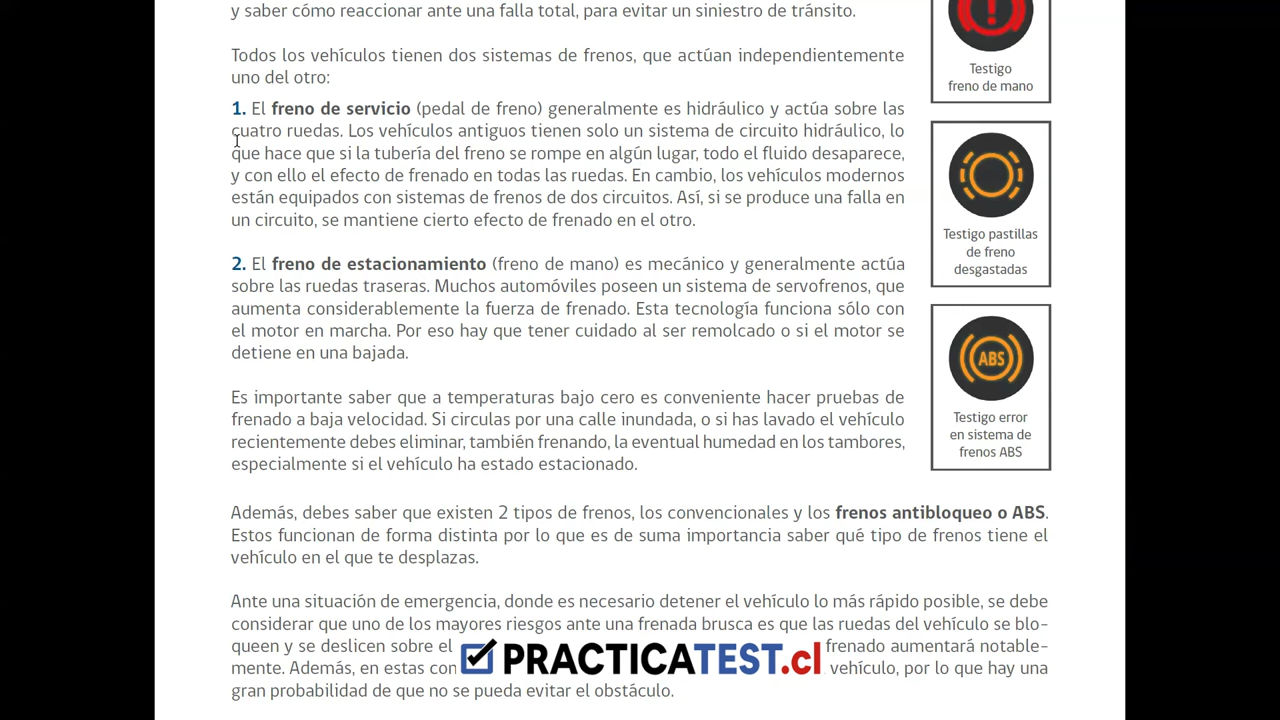 y saber cómo reaccionar ante una falla total, para evitar un siniestro de tránsito.
Todos los vehículos tienen dos sistemas de frenos, que actúan independientemente
uno del otro:
1. El freno de servicio (pedal de freno) generalmente es hidráulico y actúa sobre las
cuatro ruedas. Los vehículos antiguos tienen solo un sistema de circuito hidráulico, lo
que hace que si la tubería del freno se rompe en algún lugar, todo el fluido desaparece,
y con ello el efecto de frenado en todas las ruedas. En cambio, los vehículos modernos
están equipados con sistemas de frenos de dos circuitos. Así, si se produce una falla en
un circuito, se mantiene cierto efecto de frenado en el otro.
2. El freno de estacionamiento (freno de mano) es mecánico y generalmente actúa
sobre las ruedas traseras. Muchos automóviles poseen un sistema de servofrenos, que
aumenta considerablemente la fuerza de frenado. Esta tecnología funciona sólo con
el motor en marcha. Por eso hay que tener cuidado al ser remolcado o si el motor se
detiene en una bajada.
Es importante saber que a temperaturas bajo cero es conveniente hacer pruebas de
frenado a baja velocidad. Si circulas por una calle inundada, o si has lavado el vehículo
recientemente debes eliminar, también frenando, la eventual humedad en los tambores,
especialmente si el vehículo ha estado estacionado.
Testigo
freno de mano
Testigo pastillas
de freno
desgastadas
ABS
Testigo error
en sistema de
frenos ABS
Además, debes saber que existen 2 tipos de frenos, los convencionales y los frenos antibloqueo o ABS.
Estos funcionan de forma distinta por lo que es de suma importancia saber qué tipo de frenos tiene el
vehículo en el que te desplazas.
Ante una situación de emergencia, donde es necesario detener el vehículo lo más rápido posible, se debe
considerar que uno de los mayores riesgos ante una frenada brusca es que las ruedas del vehículo se blo-
queen y se deslicen sobre el frenado aumentará notable-
mente. Además, en estas con vehículo, por lo que hay una
gran probabilidad de que no se pueda evitar el obstáculo.
PRACTICATEST.cl